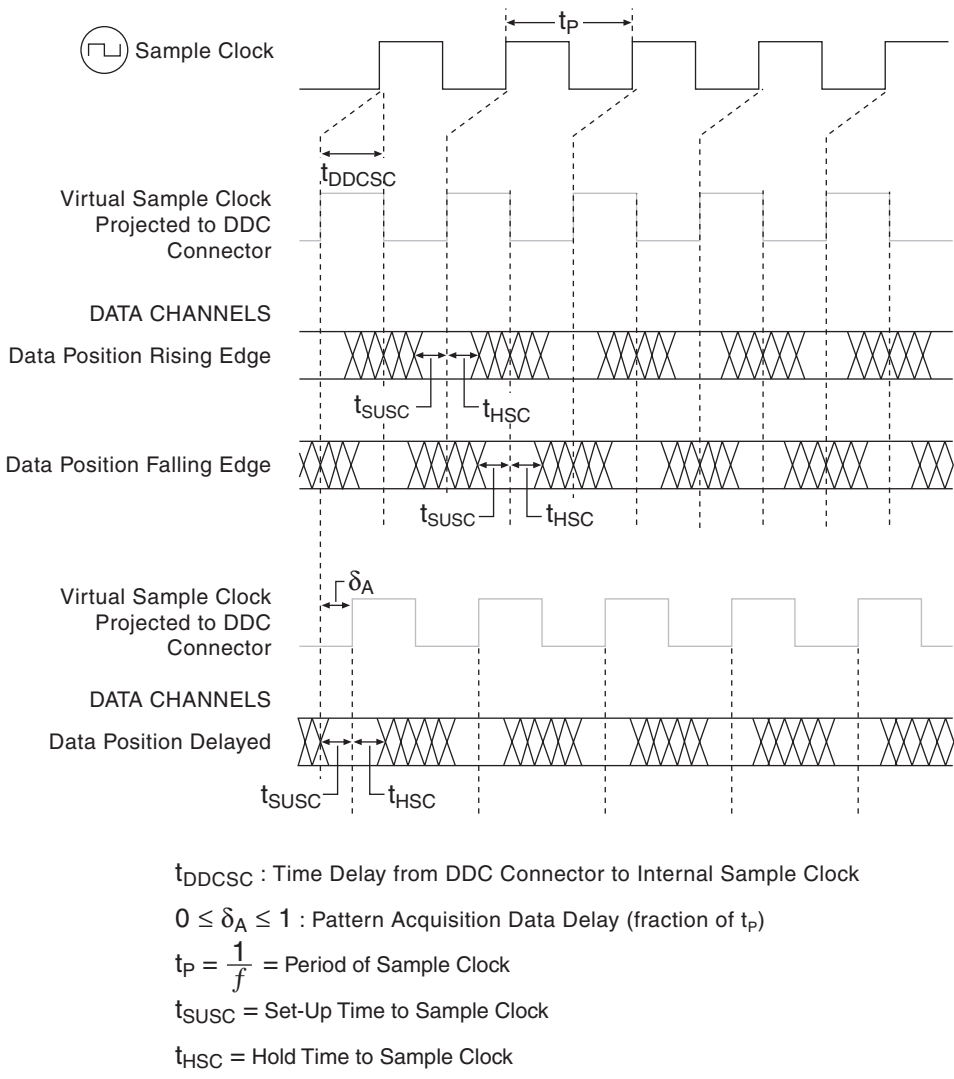 tP
Sample Clock
tDDCSC
Virtual Sample Clock
Projected to DDC
Connector
DATA CHANNELS
Data Position Rising Edge
tSUSC
tHSC
Data Position Falling Edge
tSUSC
tHSC
δA
Virtual Sample Clock
Projected to DDC
Connector
DATA CHANNELS
Data Position Delayed
tSUSC
tHSC
tDDCSC : Time Delay from DDC Connector to Internal Sample Clock
0 ≤ δA ≤ 1 : Pattern Acquisition Data Delay (fraction of tP)
tP = 1/f = Period of Sample Clock
tSUSC = Set-Up Time to Sample Clock
tHSC = Hold Time to Sample Clock